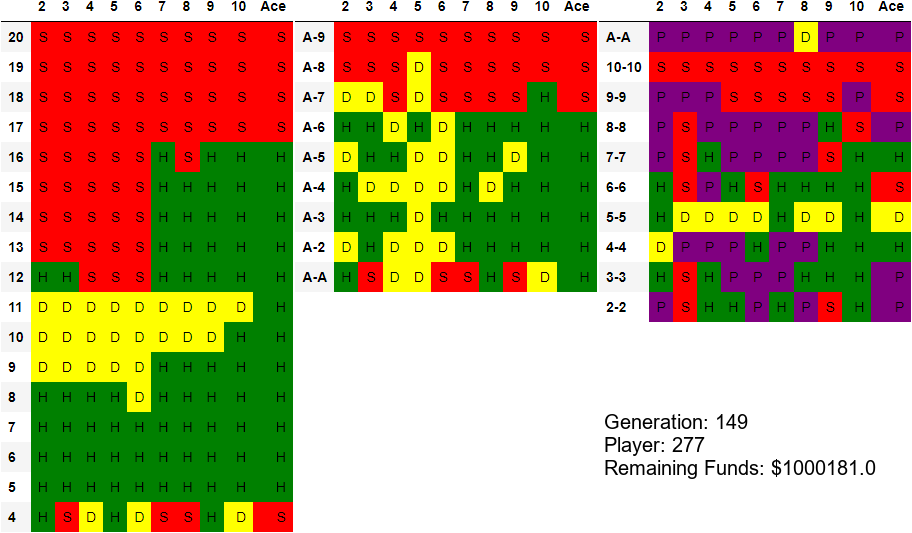 2 3 4 5 6 7 8 9 10 Ace
20 S S S S S S S S S S
19 S S S S S S S S S S
18 S S S S S S S S S S
17 S S S S S S S S S S
16 S S S S S H S H H H
15 S S S S S H H H H H
14 S S S S S H H H H H
13 S S S S S H H H H H
12 H H S S S H H H H H
11 D D D D D D D D D H
10 D D D D D D D D H H
9 D D D D D H H H H H
8 H H H H D H H H H H
7 H H H H H H H H H H
6 H H H H H H H H H H
5 H H H H H H H H H H
4 H S D H D S S H D S
2 3 4 5 6 7 8 9 10 Ace
A-9 S S S S S S S S S S
A-8 S S S D S S S S S S
A-7 D D S D S S S S H S
A-6 H H D H D H H H H H
A-5 D H H D D H H D H H
A-4 H D D D D H D H H H
A-3 H H H D H H H H H H
A-2 D H D D D H H H H H
A-A H S D D S S H S D H
2 3 4 5 6 7 8 9 10 Ace
A-A P P P P P P D P P P
10-10 S S S S S S S S S S
9-9 P P P S S S S S P S
8-8 P S P P P P P H S P
7-7 P S H P P P P S H H
6-6 H S P H S H H H H S
5-5 H D D D D H D D H D
4-4 D P P P H P P H H H
3-3 H S H P P P H H H P
2-2 P S H H P H P S H P
Generation: 149
Player: 277
Remaining Funds: $1000181.0